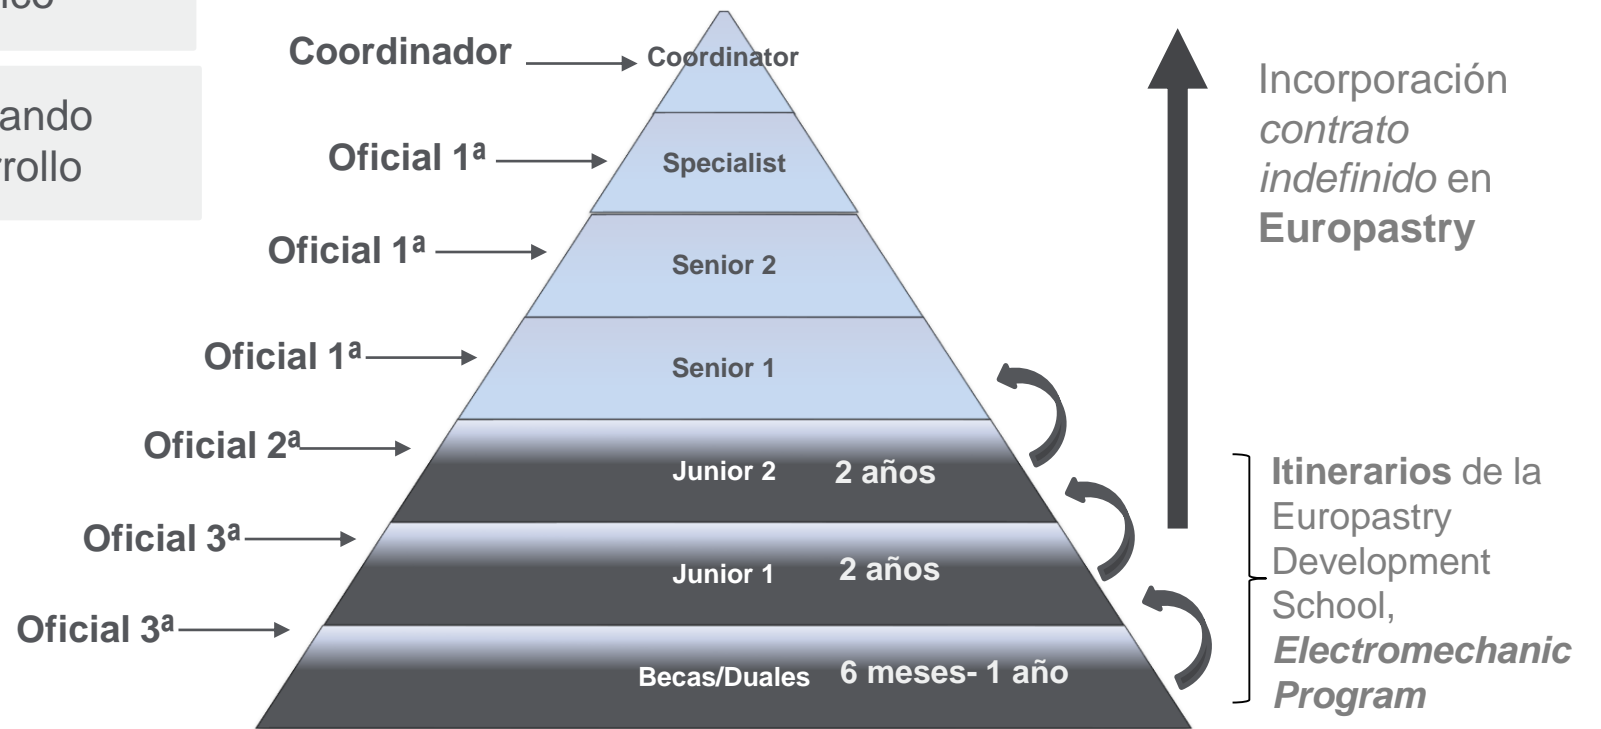 Coordinador
Coordinator
Oficial 1ª
Specialist
Oficial 1ª
Senior 2
Oficial 1ª
Senior 1
Oficial 2ª
Junior 2 2 años
Oficial 3ª
Junior 1 2 años
Oficial 3ª
Becas/Duales 6 meses- 1 año
Incorporación
contrato
indefinido en
Europastry
Itinerarios de la
Europastry
Development
School,
Electromechanic
Program